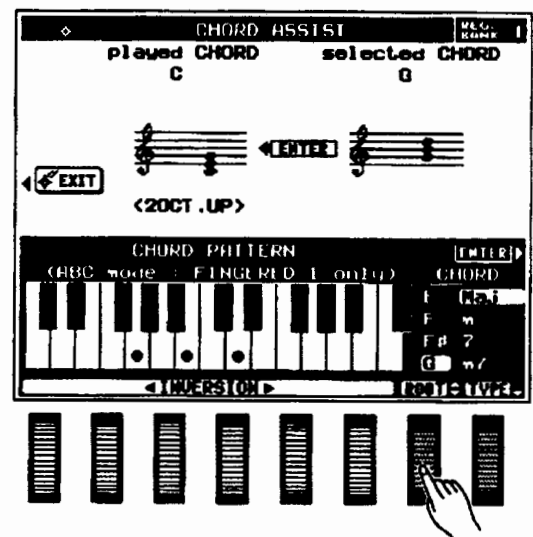 CHORD ASSIST
REG. BANK 1
played CHORD
selected CHORD
C
G
ENTER
EXIT
<2OCT.UP>
CHORD PATTERN
ENTER
(ABC mode : FINGERED 1 only)
CHORD
E Maj
F m
F# 7
G m7
◄INVERSION►
ROOT
TYPE